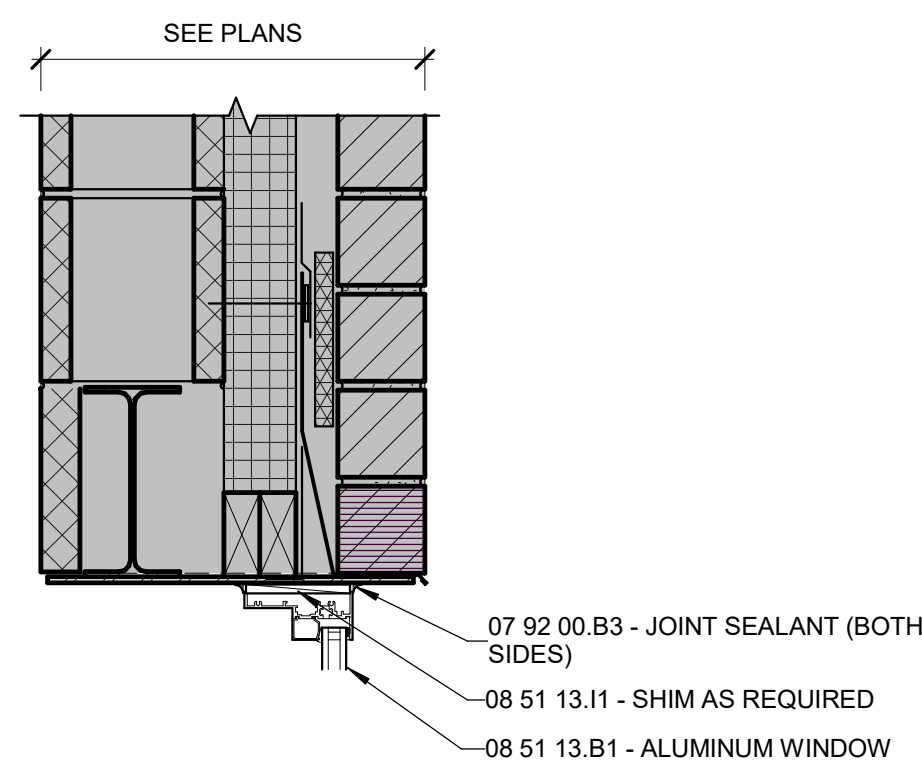 SEE PLANS
07 92 00.B3 - JOINT SEALANT (BOTH
SIDES)
08 51 13.I1 - SHIM AS REQUIRED
08 51 13.B1 - ALUMINUM WINDOW